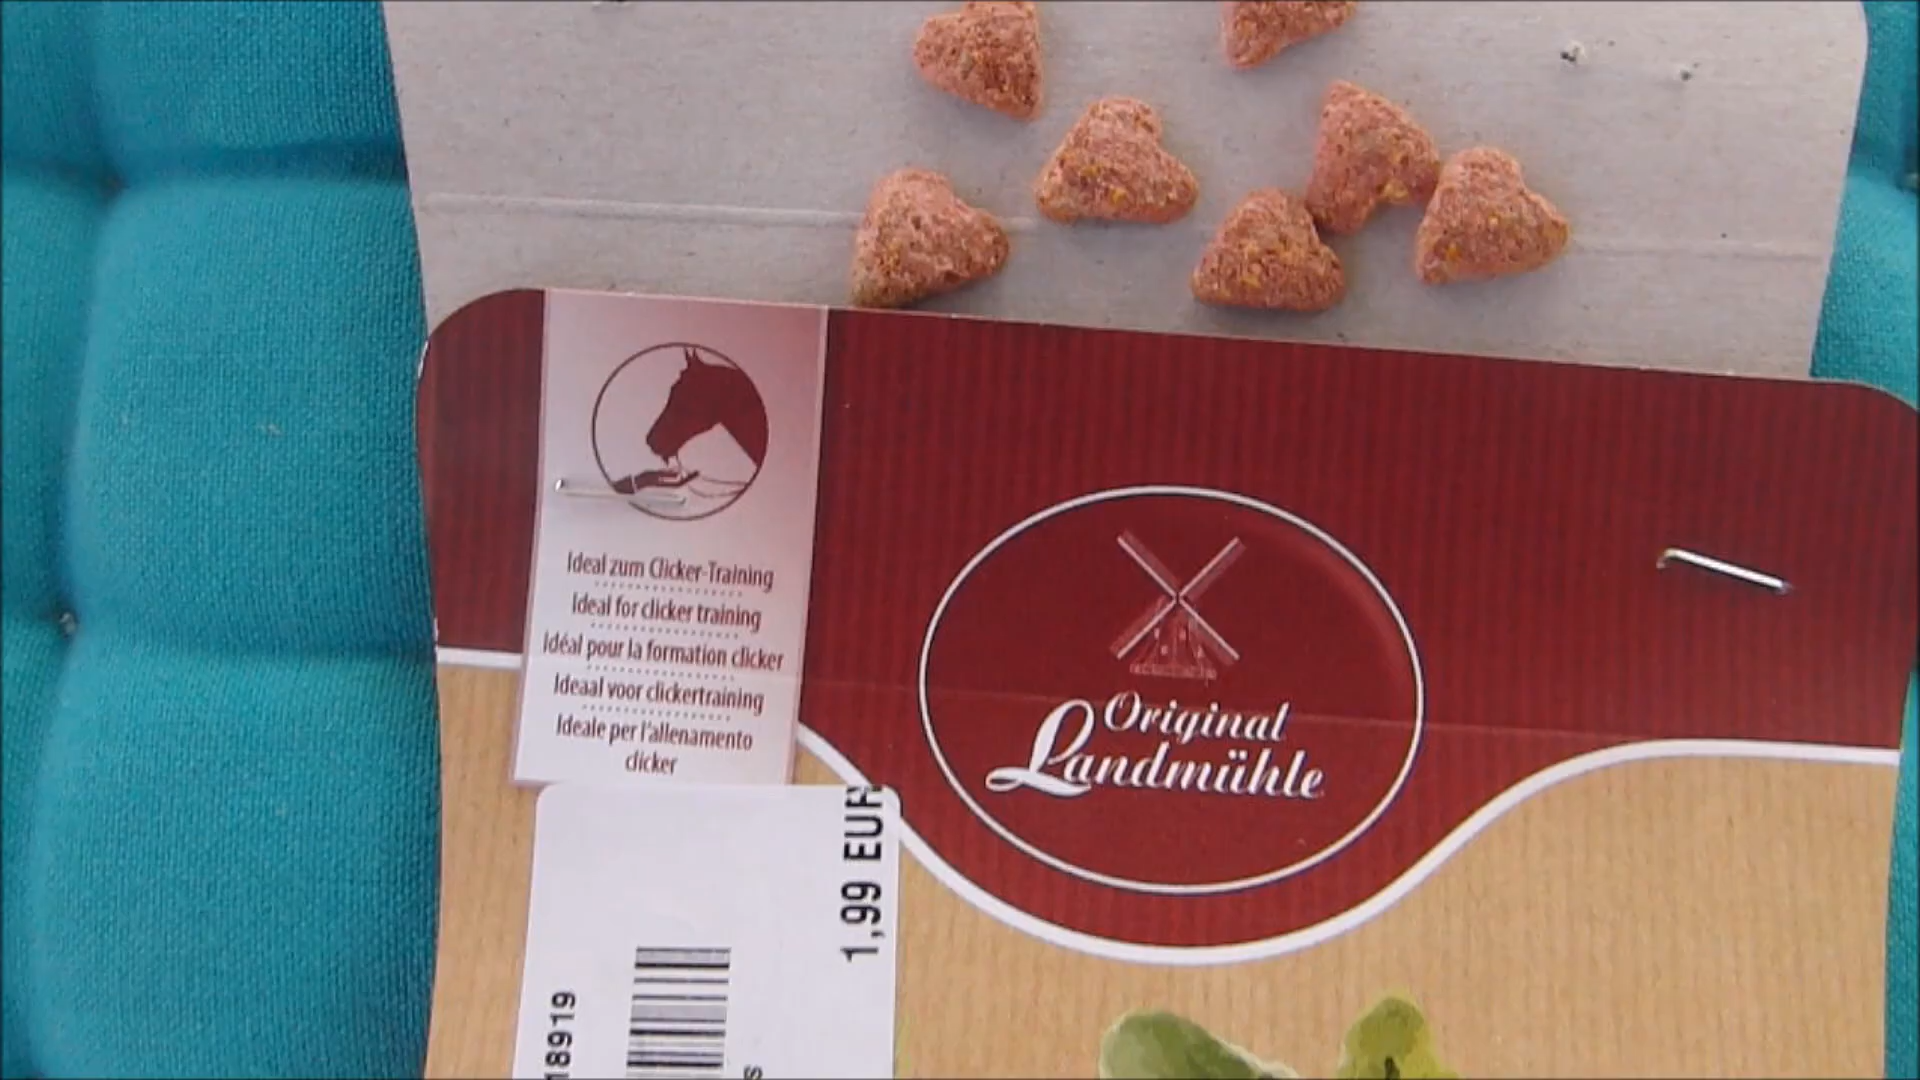 Ideal zum Clicker-Training
Ideal for clicker training
Idéal pour la formation clicker
Ideaal voor clickertraining
Ideale per l'allenamento
clicker
Original
Landmühle
1,99 EUR
18919